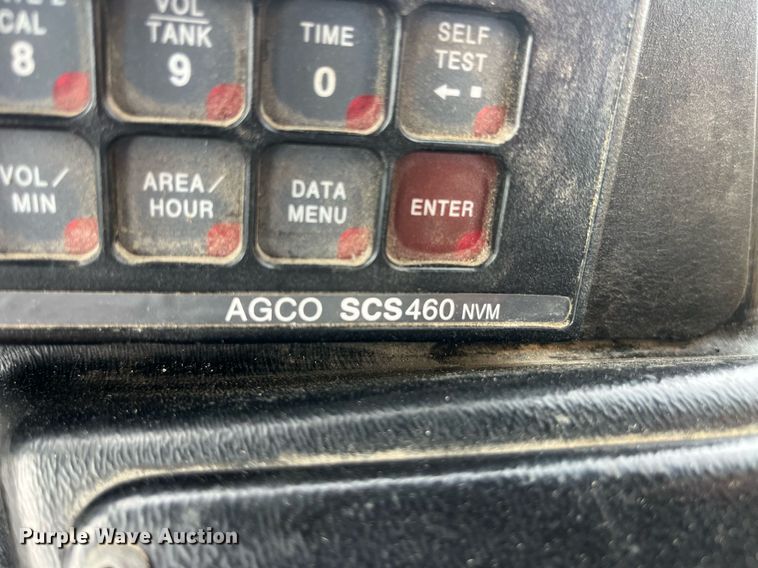 CAL
8
VOL
TANK
9
TIME
0
SELF
TEST
←■
VOL/
MIN
AREA/
HOUR
DATA
MENU
ENTER
AGCO SCS460 NVM
Purple Wave Auction